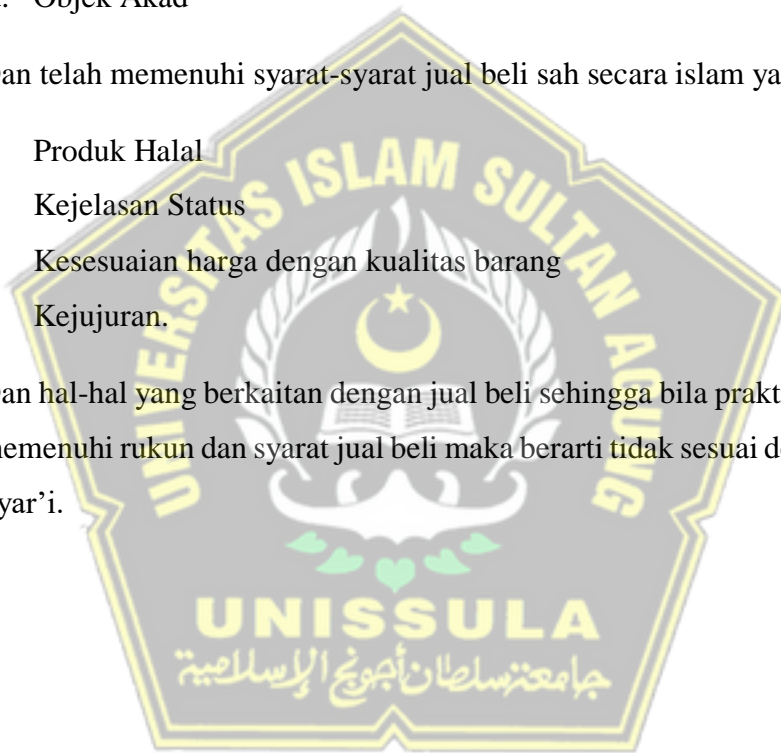 Objek Akad
an telah memenuhi syarat-syarat jual beli sah secara islam ya
Produk Halal
Kejelasan Status
Kesesuaian harga dengan kualitas barang
Kejujuran.
an hal-hal yang berkaitan dengan jual beli sehingga bila prakt
memenuhi rukun dan syarat jual beli maka berarti tidak sesuai d
yar’i.
UNIVERSITAS ISLAM SULTAN AGUNG
UNISSULA
جامعة سلطان أجونج الإسلامية